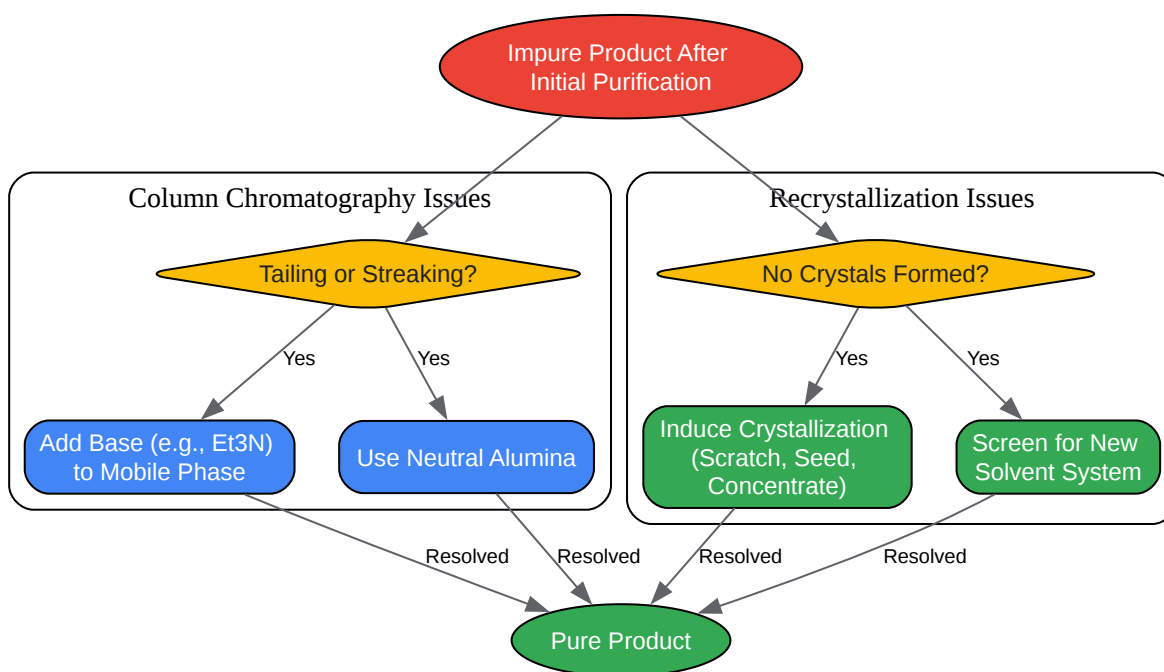 Impure Product After
Initial Purification
Column Chromatography Issues
Recrystallization Issues
Tailing or Streaking?
No Crystals Formed?
Yes
Yes
Yes
Yes
Add Base (e.g., Et3N)
to Mobile Phase
Use Neutral Alumina
Induce Crystallization
(Scratch, Seed,
Concentrate)
Screen for New
Solvent System
Resolved
Resolved
Resolved
Resolved
Pure Product